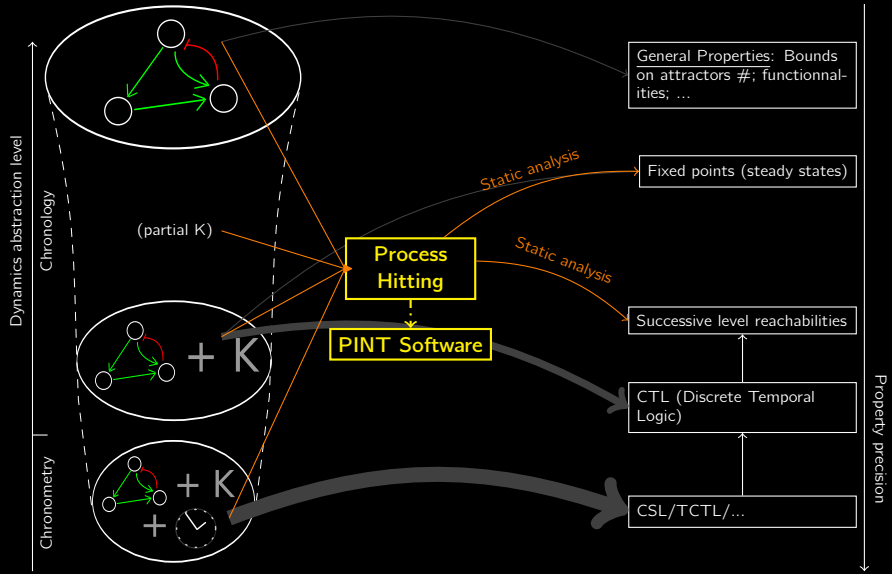 General Properties: Bounds
on attractors #; functionnal-
ities; ...
Static analysis
Fixed points (steady states)
Dynamics abstraction level
Chronology
(partial K)
Process
Hitting
Static analysis
Successive level reachabilities
PINT Software
+ K
CTL (Discrete Temporal
Logic)
Property precision
Chronometry
+ K
+
CSL/TCTL/...